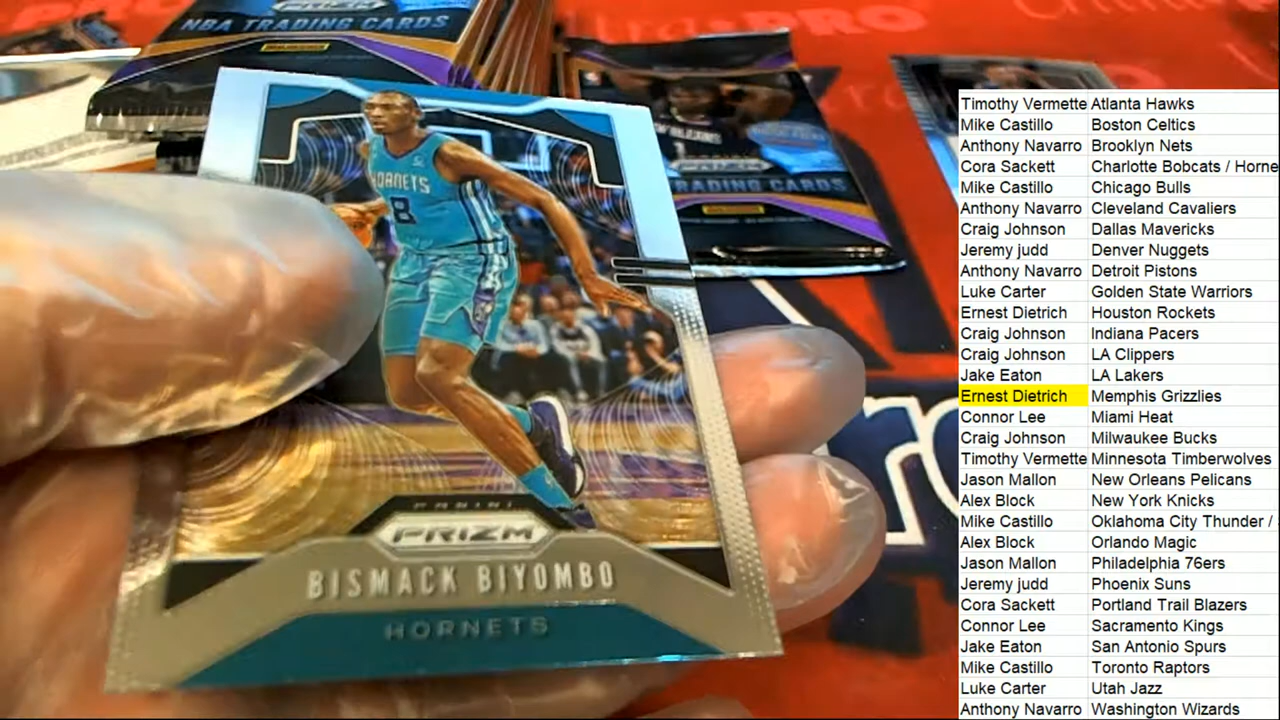 PRIZM
NBA TRADING CARDS
PRO
HORNETS
8
TRADING CARDS
PANINI
PRIZM
BISMACK BIYOMBO
HORNETS
Timothy Vermette Atlanta Hawks
Mike Castillo Boston Celtics
Anthony Navarro Brooklyn Nets
Cora Sackett Charlotte Bobcats / Horne
Mike Castillo Chicago Bulls
Anthony Navarro Cleveland Cavaliers
Craig Johnson Dallas Mavericks
Jeremy judd Denver Nuggets
Anthony Navarro Detroit Pistons
Luke Carter Golden State Warriors
Ernest Dietrich Houston Rockets
Craig Johnson Indiana Pacers
Craig Johnson LA Clippers
Jake Eaton LA Lakers
Ernest Dietrich Memphis Grizzlies
Connor Lee Miami Heat
Craig Johnson Milwaukee Bucks
Timothy Vermette Minnesota Timberwolves
Jason Mallon New Orleans Pelicans
Alex Block New York Knicks
Mike Castillo Oklahoma City Thunder /
Alex Block Orlando Magic
Jason Mallon Philadelphia 76ers
Jeremy judd Phoenix Suns
Cora Sackett Portland Trail Blazers
Connor Lee Sacramento Kings
Jake Eaton San Antonio Spurs
Mike Castillo Toronto Raptors
Luke Carter Utah Jazz
Anthony Navarro Washington Wizards